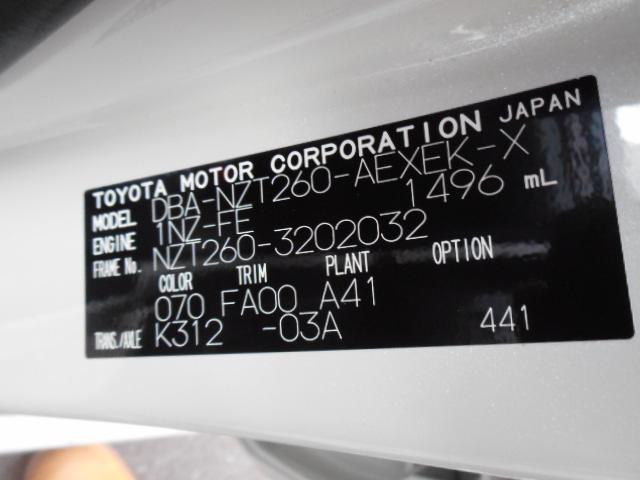 TOYOTA MOTOR CORPORATION JAPAN
MODEL DBA-NZT260-AEXEK-X
ENGINE 1NZ-FE 1496 mL
FRAME No. NZT260-3202032
COLOR TRIM PLANT OPTION
070 FA00 A41
TRANS./AXLE K312 -03A 441